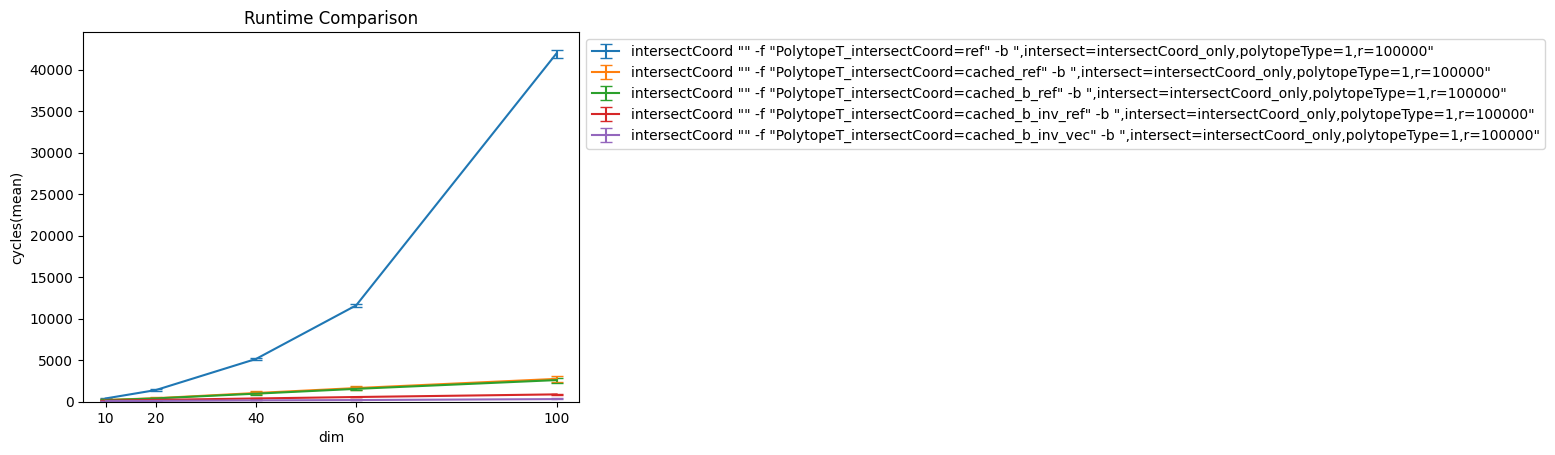 Runtime Comparison
intersectCoord "" -f "PolytopeT_intersectCoord=ref" -b ",intersect=intersectCoord_only,polytopeType=1,r=100000"
intersectCoord "" -f "PolytopeT_intersectCoord=cached_ref" -b ",intersect=intersectCoord_only,polytopeType=1,r=100000"
intersectCoord "" -f "PolytopeT_intersectCoord=cached_b_ref" -b ",intersect=intersectCoord_only,polytopeType=1,r=100000"
intersectCoord "" -f "PolytopeT_intersectCoord=cached_b_inv_ref" -b ",intersect=intersectCoord_only,polytopeType=1,r=100000"
intersectCoord "" -f "PolytopeT_intersectCoord=cached_b_inv_vec" -b ",intersect=intersectCoord_only,polytopeType=1,r=100000"
cycles(mean)
40000
35000
30000
25000
20000
15000
10000
5000
0
10 20 40 60 100
dim